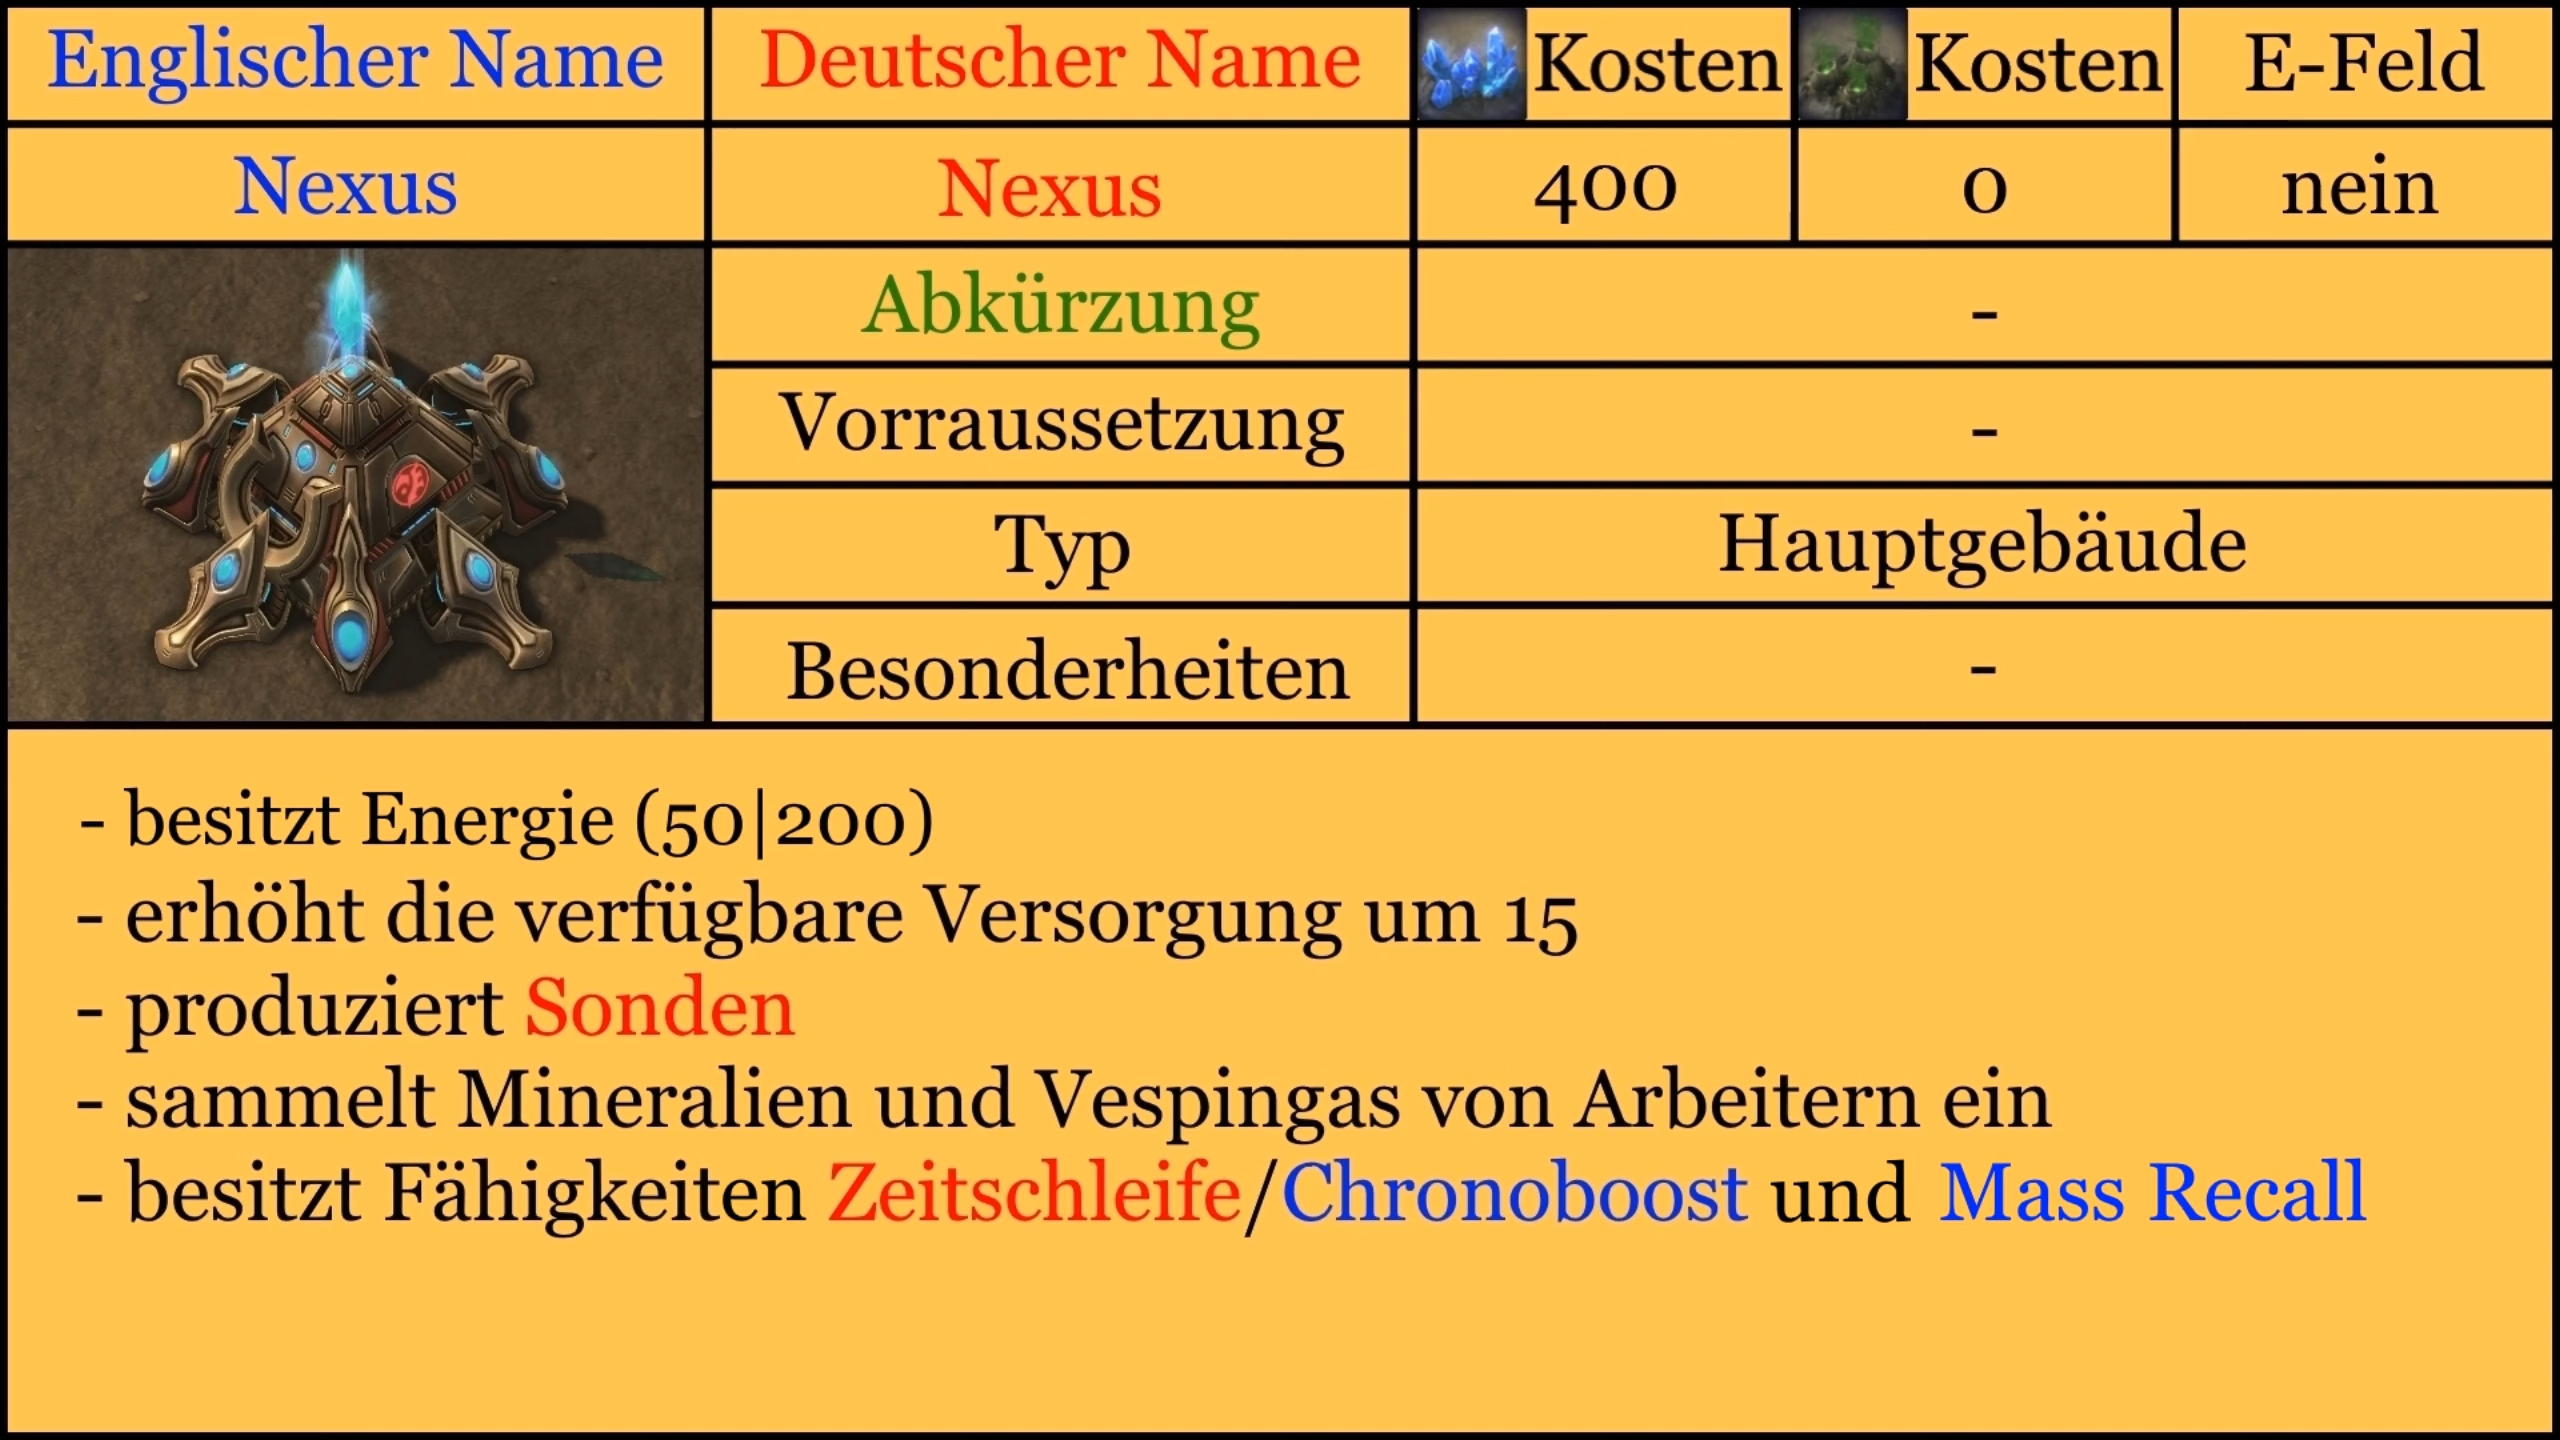 Englischer Name Deutscher Name Kosten Kosten E-Feld
Nexus Nexus 400 0 nein
Abkürzung -
Vorraussetzung -
Typ Hauptgebäude
Besonderheiten -
- besitzt Energie (50|200)
- erhöht die verfügbare Versorgung um 15
- produziert Sonden
- sammelt Mineralien und Vespingas von Arbeitern ein
- besitzt Fähigkeiten Zeitschleife/Chronoboost und Mass Recall